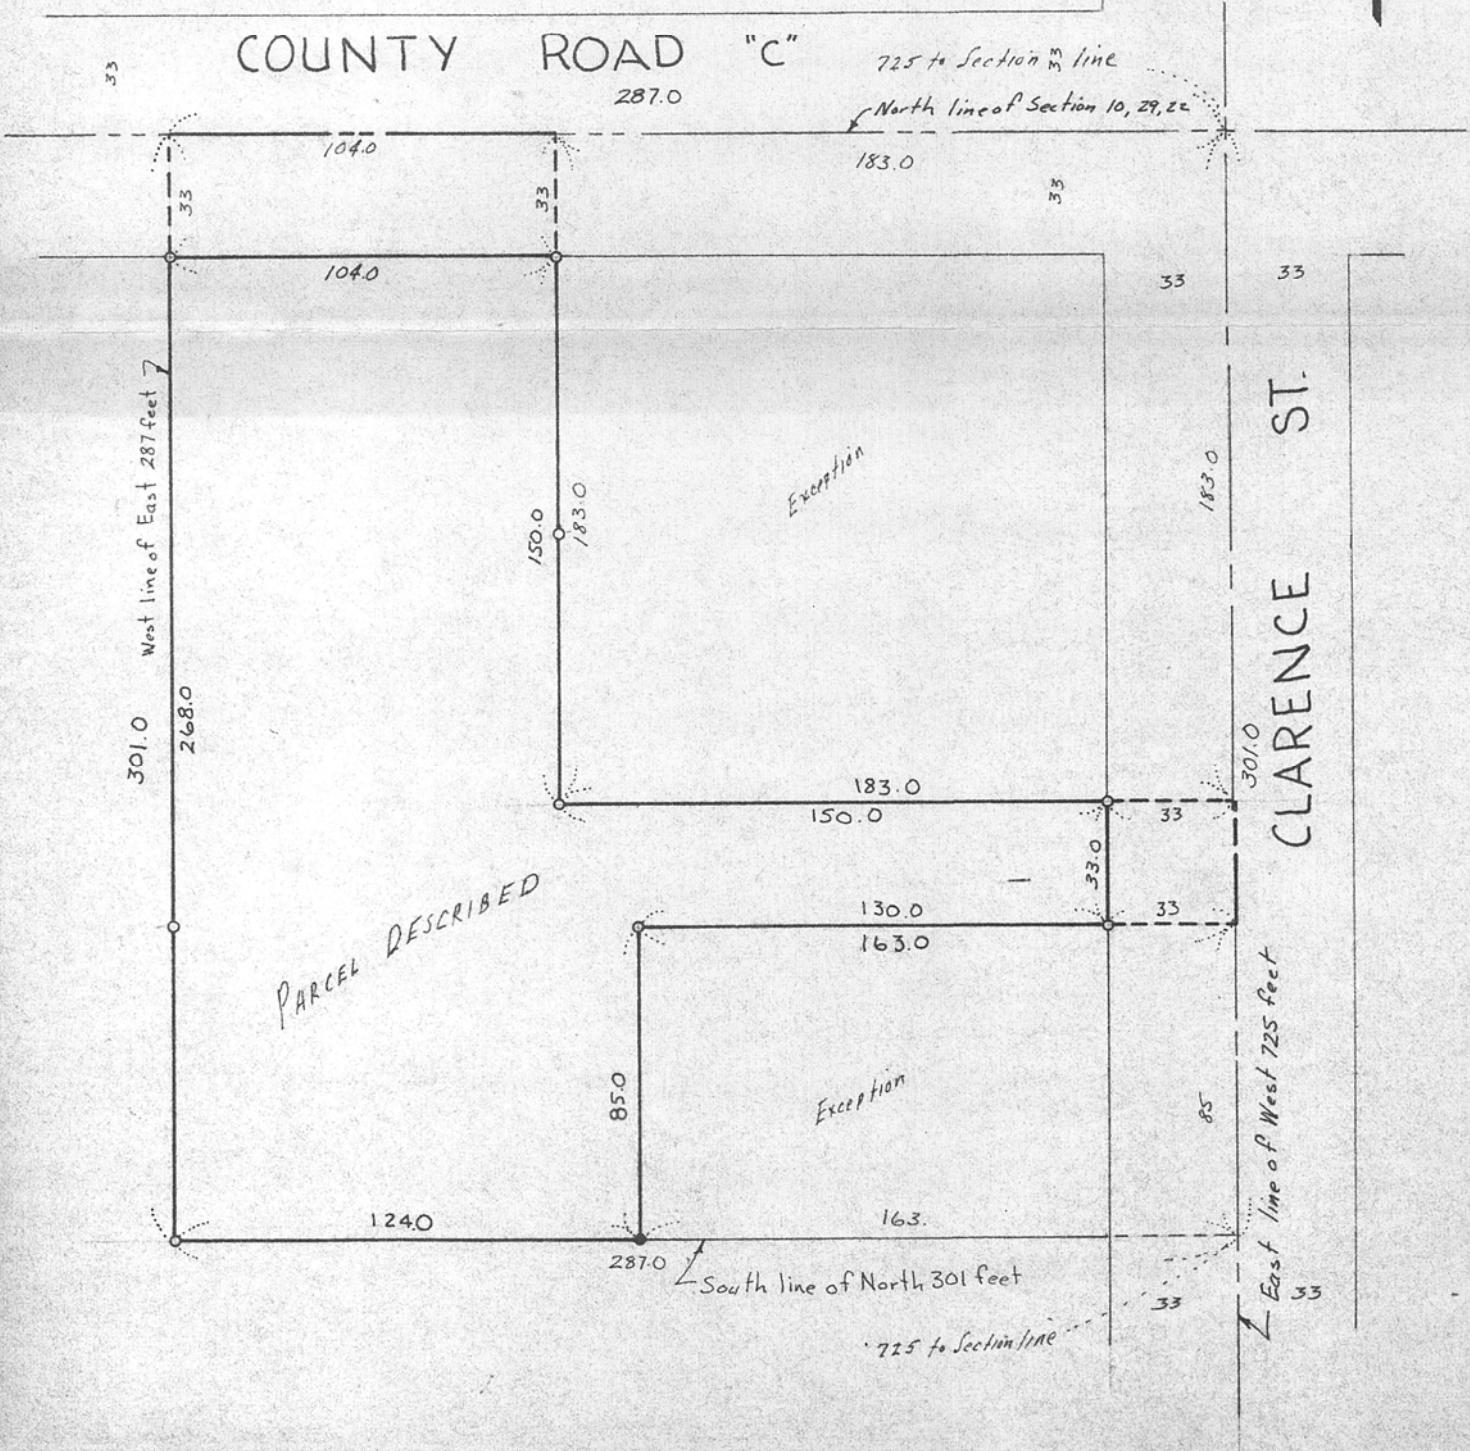 COUNTY ROAD "C"
33
725 to Section line
33
287.0
North line of Section 10, 29, 22
104.0
183.0
33
33
33
104.0
33
33
West line of East 287 feet
Exception
183.0
CLARENCE ST.
150.0
183.0
301.0
268.0
301.0
183.0
150.0
33
33.0
PARCEL DESCRIBED
130.0
163.0
33
85.0
Exception
85
East line of West 725 feet
124.0
163.
287.0
South line of North 301 feet
33
33
725 to Section line